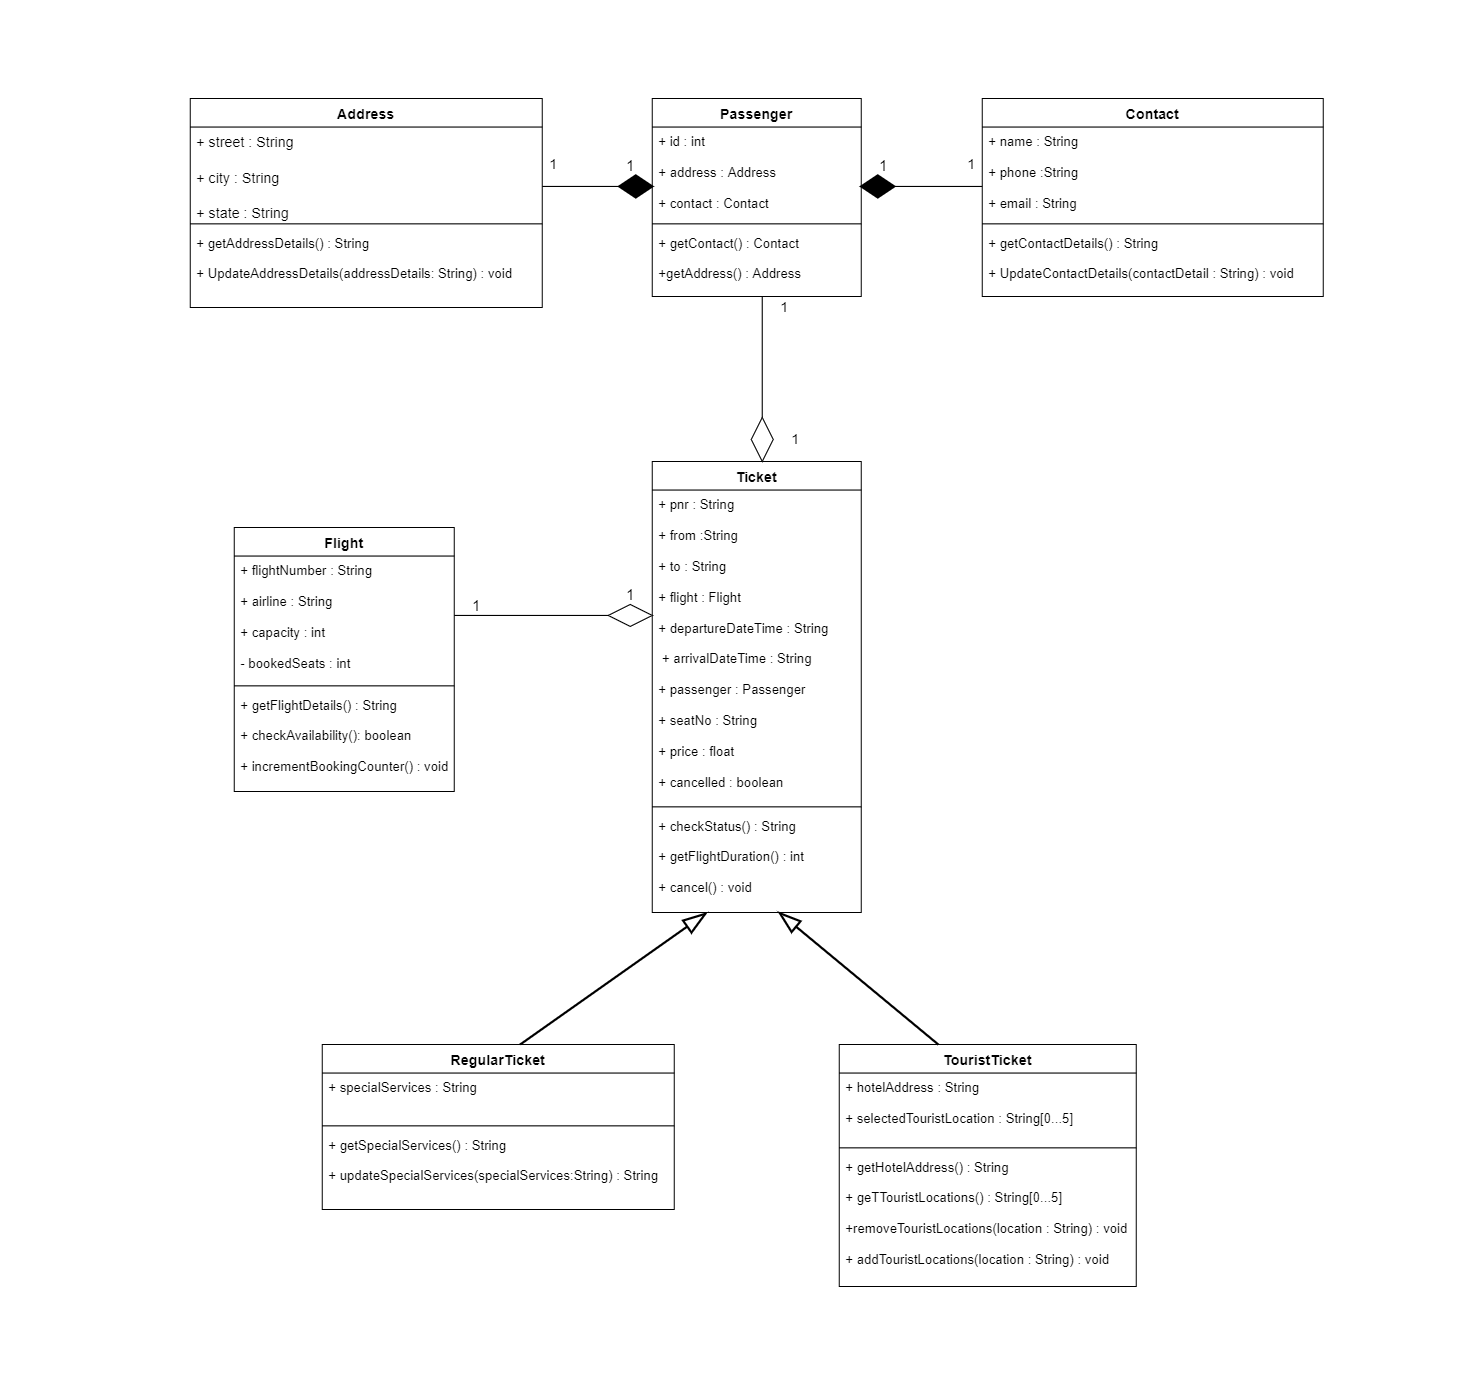 Address
+ street : String
+ city : String
+ state : String
+ getAddressDetails() : String
+ UpdateAddressDetails(addressDetails: String) : void
1
1
Passenger
+ id : int
+ address : Address
+ contact : Contact
+ getContact() : Contact
+getAddress() : Address
1
1
Contact
+ name : String
+ phone :String
+ email : String
+ getContactDetails() : String
+ UpdateContactDetails(contactDetail : String) : void
1
1
Flight
+ flightNumber : String
+ airline : String
+ capacity : int
- bookedSeats : int
+ getFlightDetails() : String
+ checkAvailability(): boolean
+ incrementBookingCounter() : void
1
1
Ticket
+ pnr : String
+ from :String
+ to : String
+ flight : Flight
+ departureDateTime : String
+ arrivalDateTime : String
+ passenger : Passenger
+ seatNo : String
+ price : float
+ cancelled : boolean
+ checkStatus() : String
+ getFlightDuration() : int
+ cancel() : void
RegularTicket
+ specialServices : String
+ getSpecialServices() : String
+ updateSpecialServices(specialServices:String) : String
TouristTicket
+ hotelAddress : String
+ selectedTouristLocation : String[0...5]
+ getHotelAddress() : String
+ geTTouristLocations() : String[0...5]
+removeTouristLocations(location : String) : void
+ addTouristLocations(location : String) : void